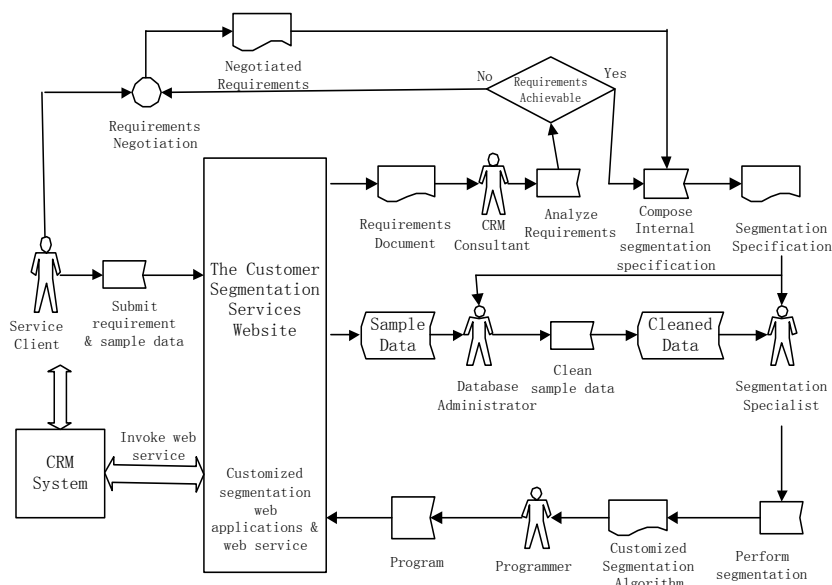 Negotiated
Requirements
No
Requirements
Achievable
Yes
Requirements
Negotiation
Requirements
Document
CRM
Consultant
Analyze
Requirements
Compose
Internal
segmentation
specification
Segmentation
Specification
Service
Client
Submit
requirement
& sample data
The Customer
Segmentation
Services
Website
Sample
Data
Database
Administrator
Clean
sample data
Cleaned
Data
Segmentation
Specialist
CRM
System
Invoke web
service
Customized
segmentation
web
applications &
web service
Program
Programmer
Customized
Segmentation
Algorithm
Perform
segmentation